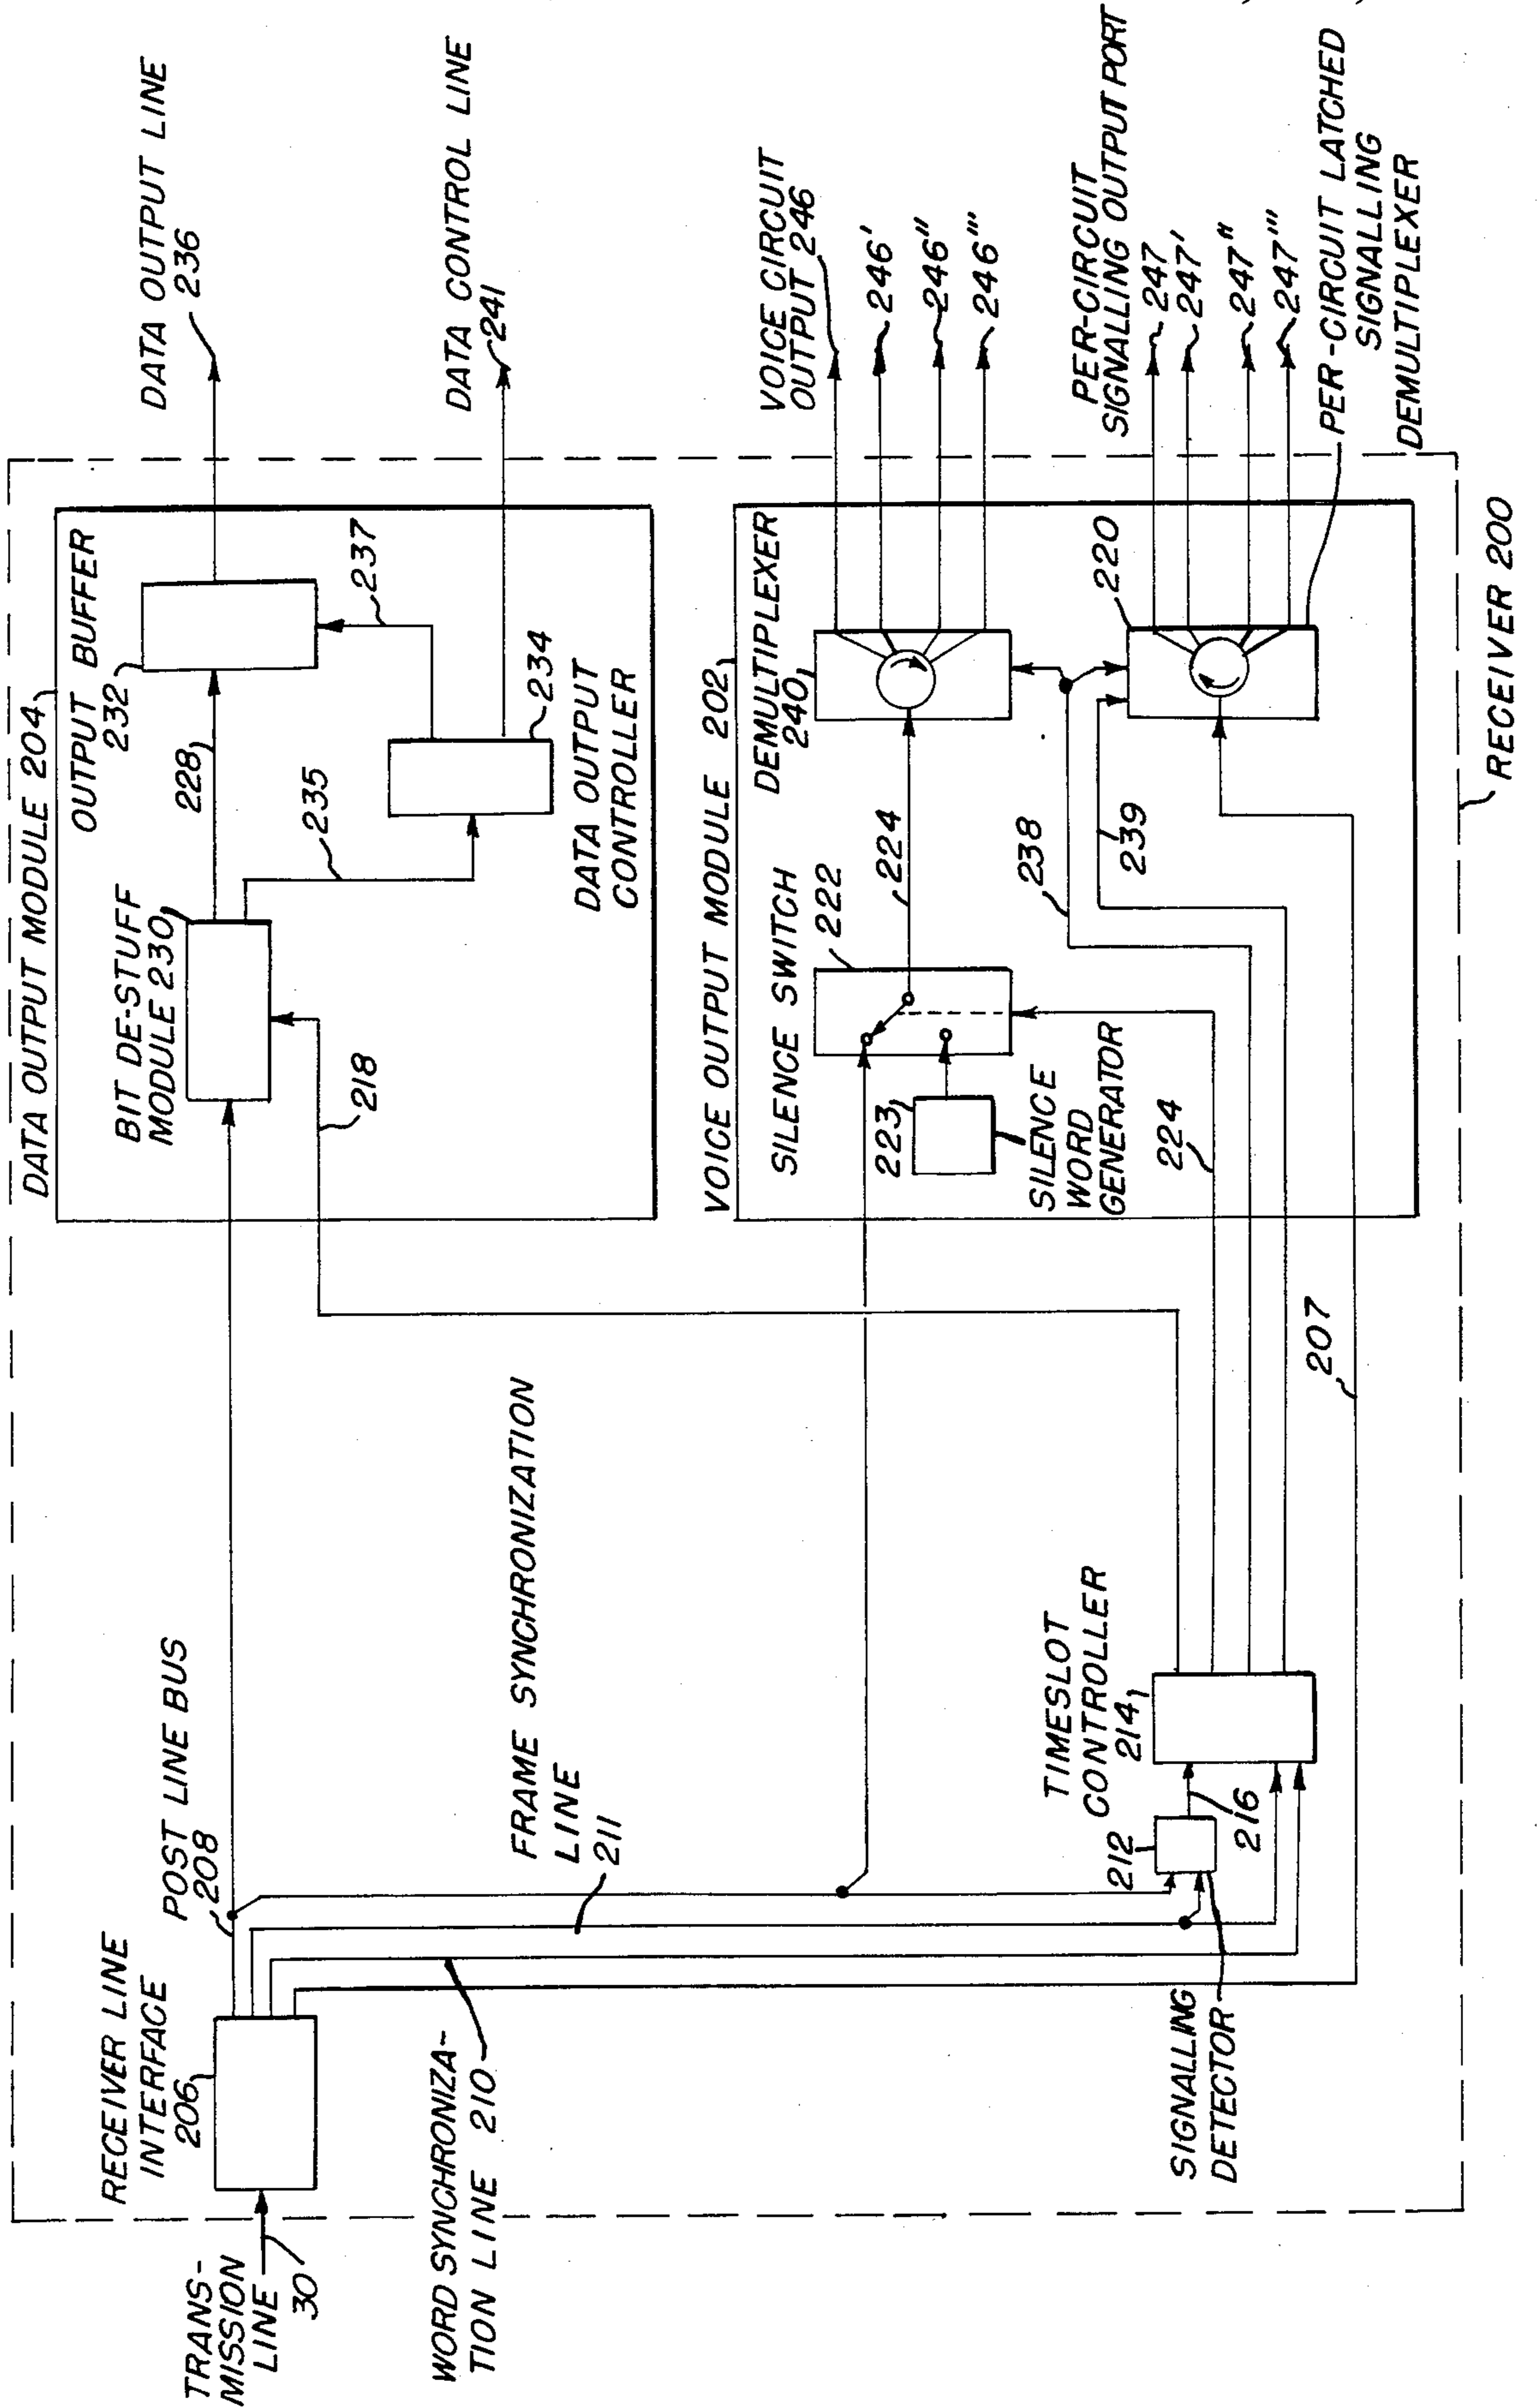 DATA OUTPUT LINE
236
DATA CONTROL LINE
241
DATA OUTPUT MODULE 204
OUTPUT BUFFER
232
BIT DE-STUFF
MODULE 230
228
235
237
234
DATA OUTPUT
CONTROLLER
218
RECEIVER LINE
INTERFACE
206
POST LINE BUS
208
TRANS-
MISSION
LINE
30
WORD SYNCHRONIZA-
TION LINE 210
FRAME SYNCHRONIZATION
LINE
211
VOICE OUTPUT MODULE 202
DEMULTIPLEXER
240
SILENCE SWITCH
222
224
223
SILENCE
WORD
GENERATOR
238
239
220
224
207
VOICE CIRCUIT
OUTPUT 246
246'
246"
246'''
PER-CIRCUIT
SIGNALLING OUTPUT PORT
247
247'
247"
247'''
PER-CIRCUIT LATCHED
SIGNALLING
DEMULTIPLEXER
TIMESLOT
CONTROLLER
214
212
216
SIGNALLING
DETECTOR
RECEIVER 200